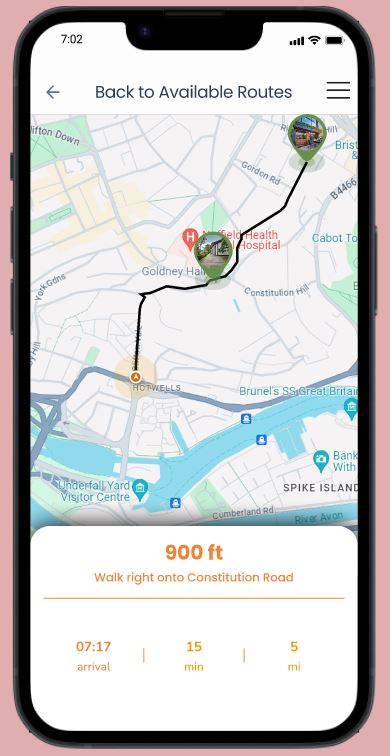 7:02
Back to Available Routes
lifton Down
Hill
Brist
&
Gordon Rd
B4466
Nuffield Health
Hospital
Cabot To
Goldney Hall
York Gdns
Constitution Hill
HOTWELLS
Brunel's SS Great Britain
Bank
With
Underfall Yard
Visitor Centre
SPIKE ISLAND
Cumberland Rd
River Avon
900 ft
Walk right onto Constitution Road
07:17
15
5
arrival
min
mi